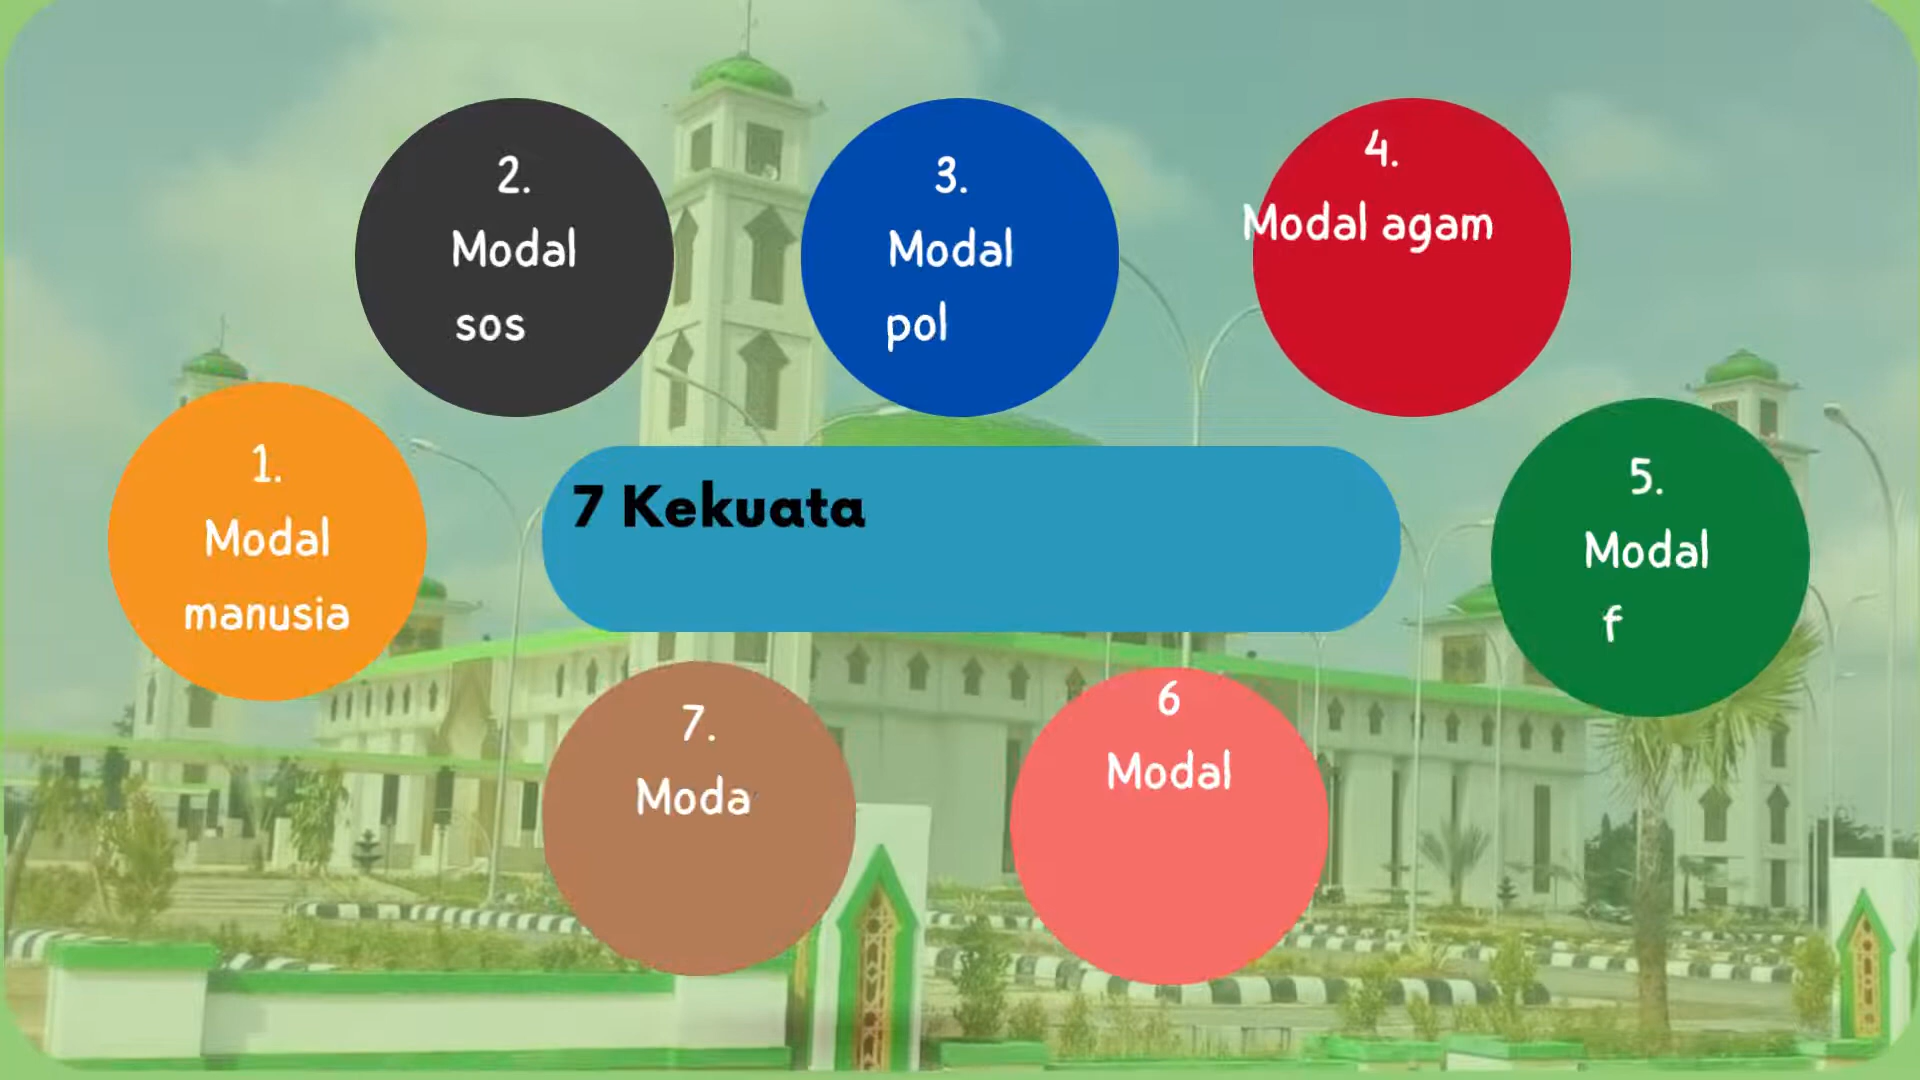 1.
Modal
manusia
2.
Modal
sos
3.
Modal
pol
4.
Modal agam
5.
Modal
f
6
Modal
7.
Moda
7 Kekuata